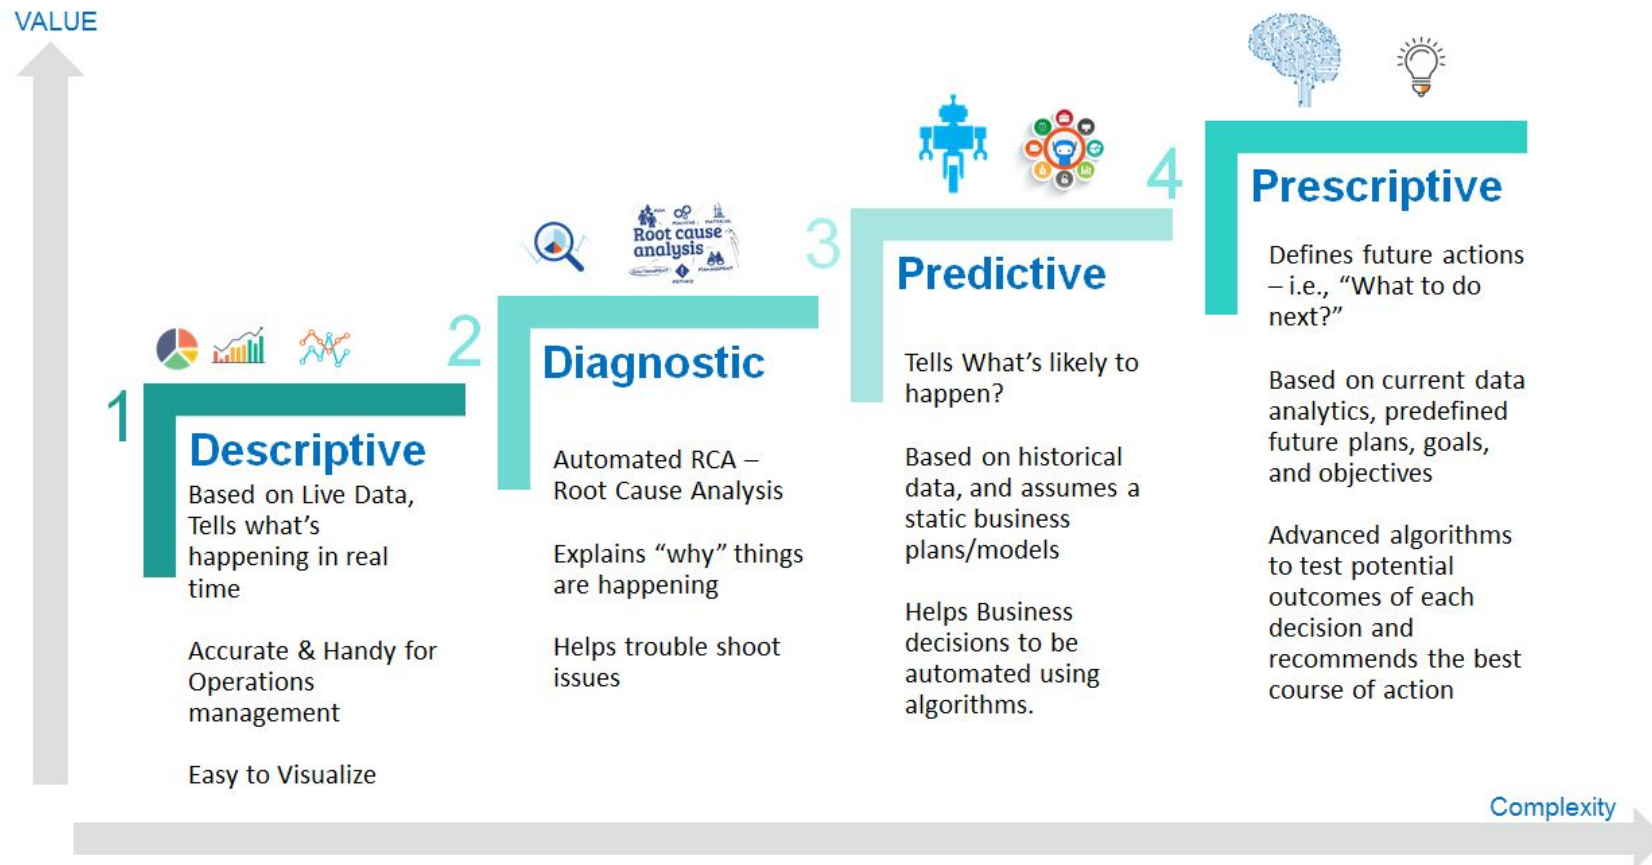 VALUE
1
Descriptive
Based on Live Data,
Tells what's
happening in real
time
Accurate & Handy for
Operations
management
Easy to Visualize
2
Root cause
analysis
Diagnostic
Automated RCA –
Root Cause Analysis
Explains “why” things
are happening
Helps trouble shoot
issues
3
Predictive
Tells What’s likely to
happen?
Based on historical
data, and assumes a
static business
plans/models
Helps Business
decisions to be
automated using
algorithms.
4
Prescriptive
Defines future actions
– i.e., “What to do
next?”
Based on current data
analytics, predefined
future plans, goals,
and objectives
Advanced algorithms
to test potential
outcomes of each
decision and
recommends the best
course of action
Complexity